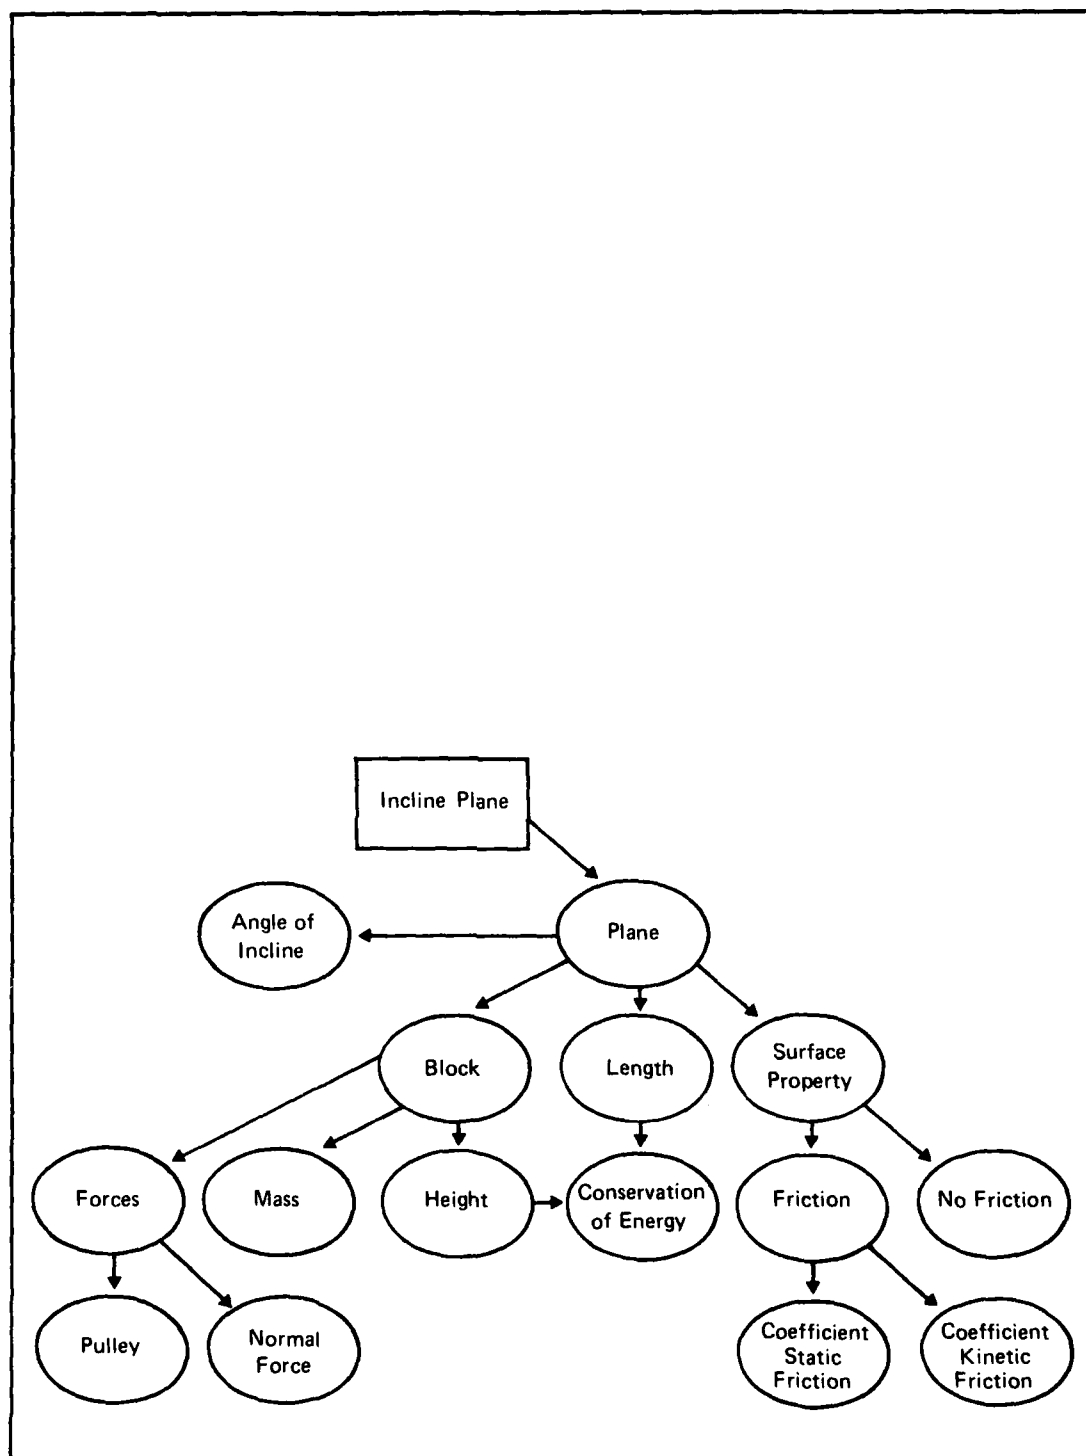 Incline Plane
Angle of
Incline
Plane
Block
Length
Surface
Property
Forces
Mass
Height
Conservation
of Energy
Friction
No Friction
Pulley
Normal
Force
Coefficient
Static
Friction
Coefficient
Kinetic
Friction